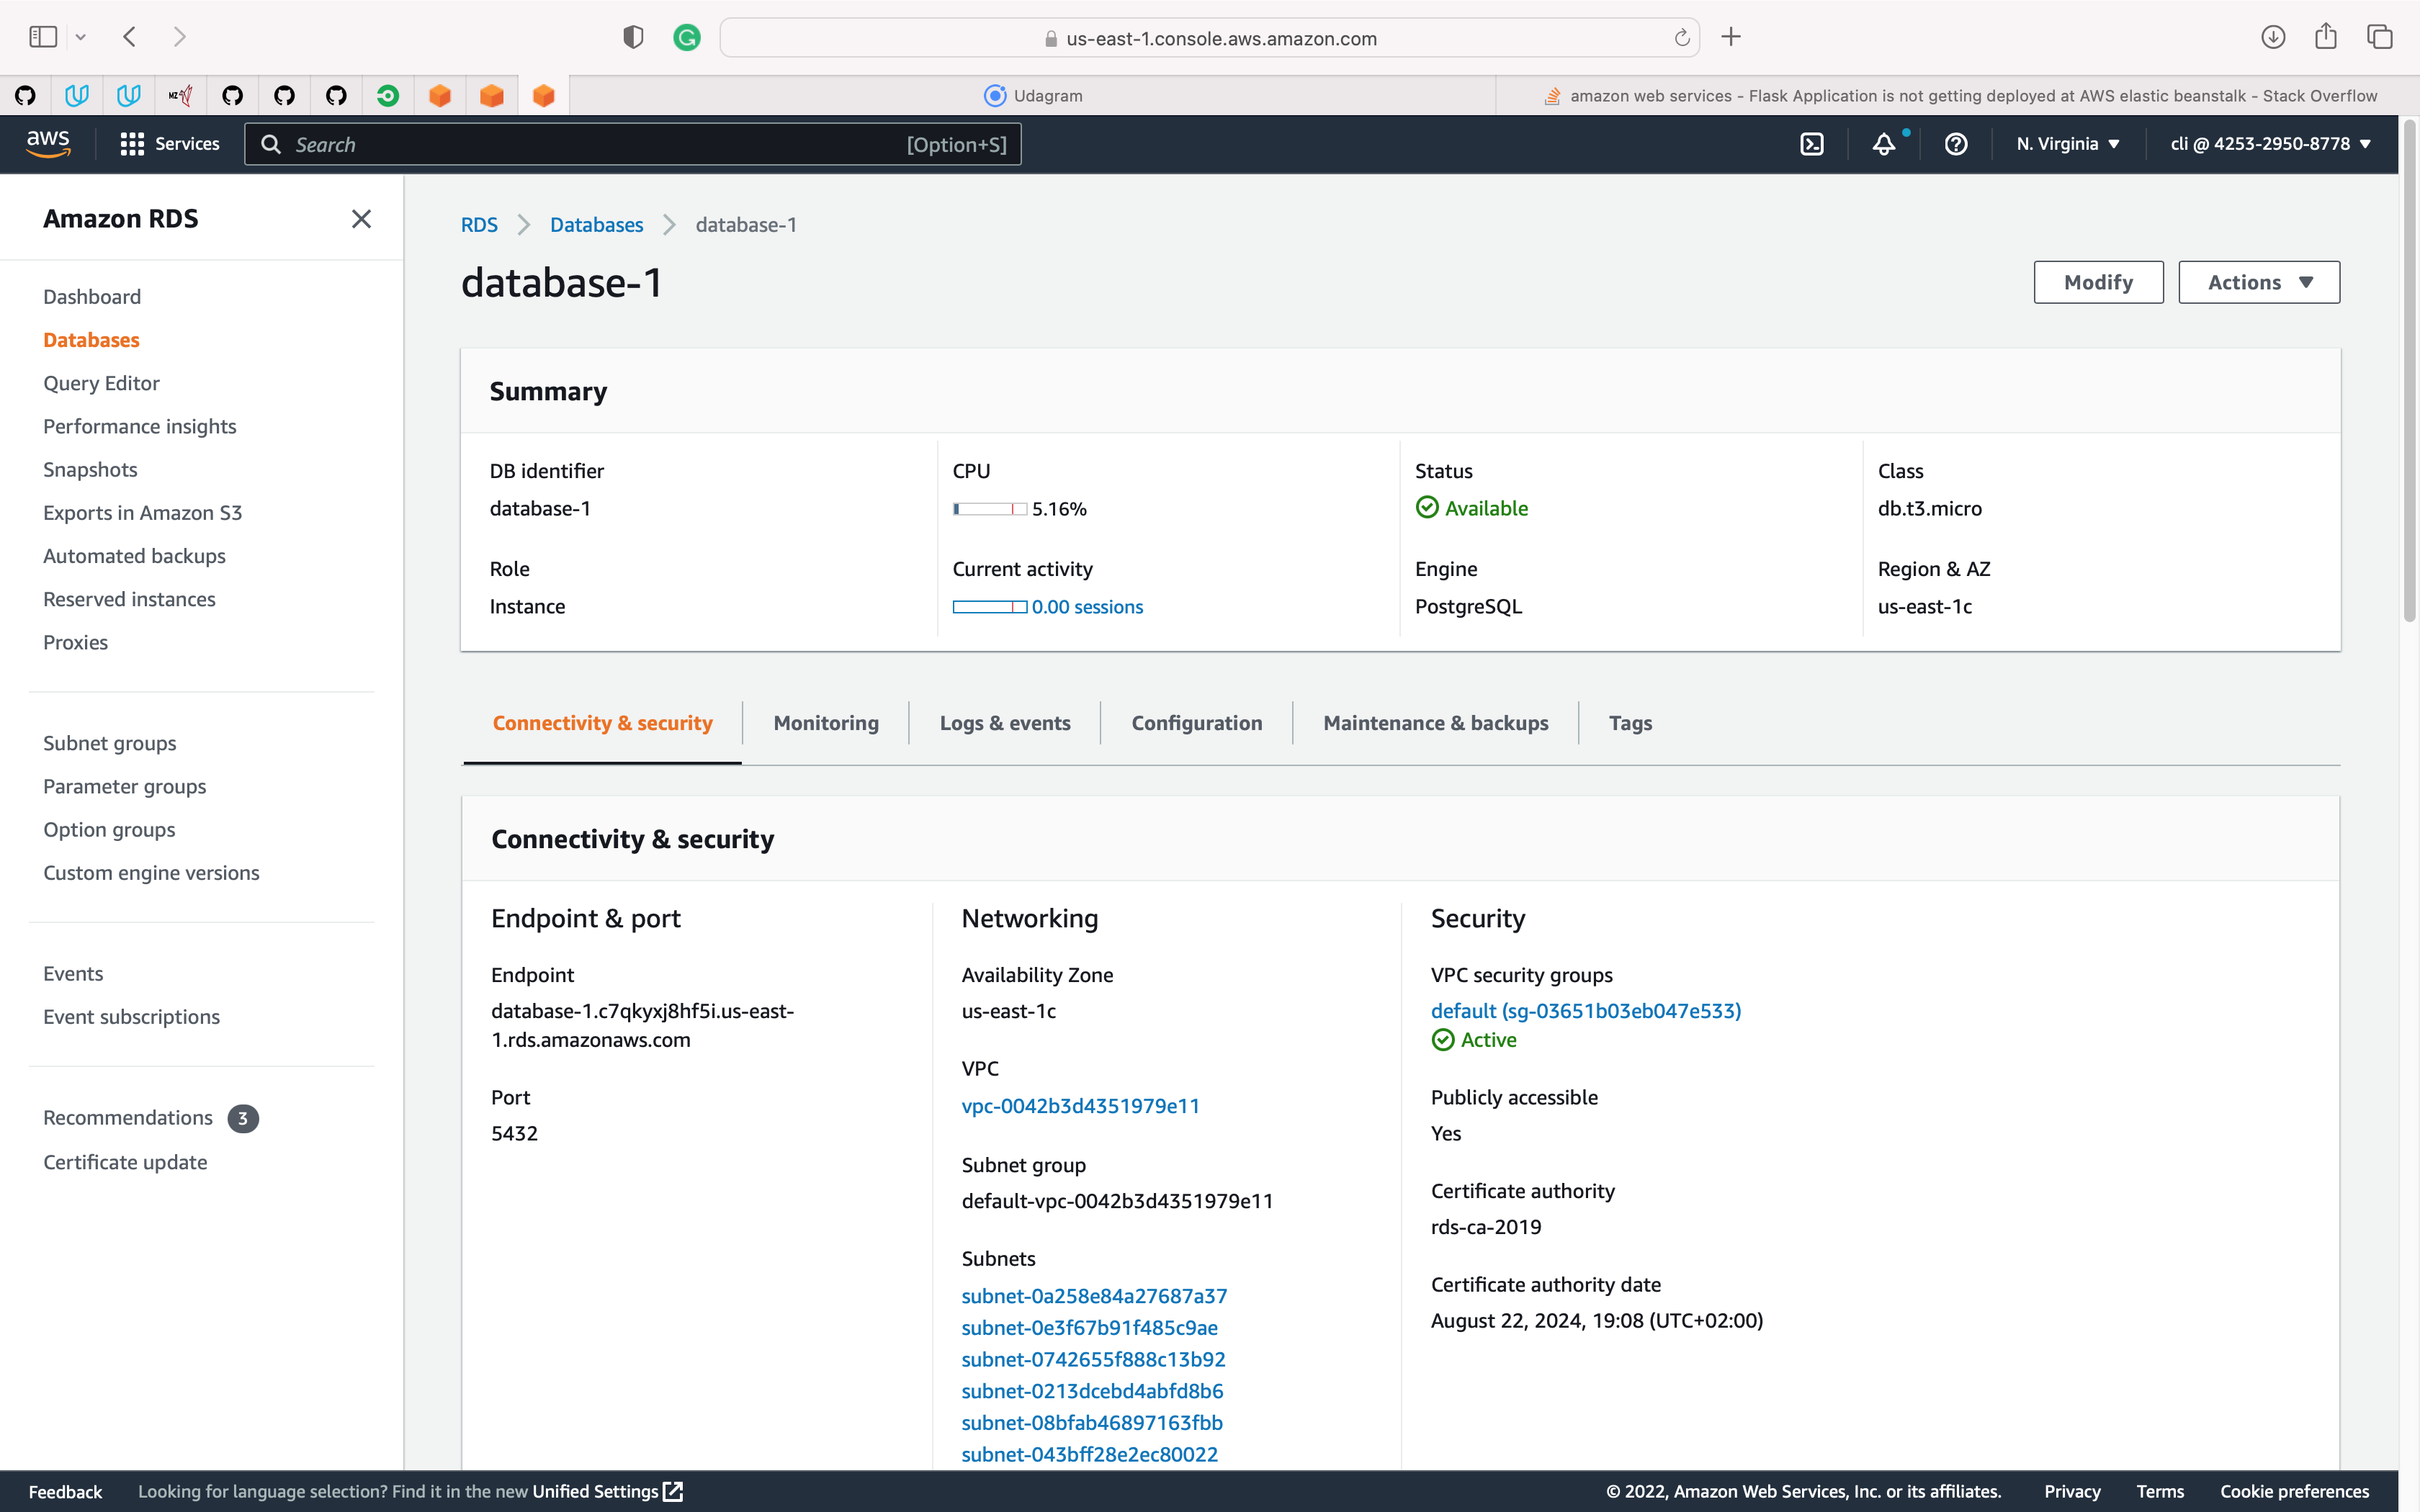 us-east-1.console.aws.amazon.com
Udagram
amazon web services - Flask Application is not getting deployed at AWS elastic beanstalk - Stack Overflow
aws
Services
Search
[Option+S]
N. Virginia
cli @ 4253-2950-8778
Amazon RDS
Dashboard
Databases
Query Editor
Performance insights
Snapshots
Exports in Amazon S3
Automated backups
Reserved instances
Proxies
Subnet groups
Parameter groups
Option groups
Custom engine versions
Events
Event subscriptions
Recommendations 3
Certificate update
RDS > Databases > database-1
database-1
Modify
Actions
Summary
DB identifier
database-1
CPU
5.16%
Status
Available
Class
db.t3.micro
Role
Instance
Current activity
0.00 sessions
Engine
PostgreSQL
Region & AZ
us-east-1c
Connectivity & security
Monitoring
Logs & events
Configuration
Maintenance & backups
Tags
Connectivity & security
Endpoint & port
Endpoint
database-1.c7qkyxj8hf5i.us-east-
1.rds.amazonaws.com
Port
5432
Networking
Availability Zone
us-east-1c
VPC
vpc-0042b3d4351979e11
Subnet group
default-vpc-0042b3d4351979e11
Subnets
subnet-0a258e84a27687a37
subnet-0e3f67b91f485c9ae
subnet-0742655f888c13b92
subnet-0213dcebd4abfd8b6
subnet-08bfab46897163fbb
subnet-043bff28e2ec80022
Security
VPC security groups
default (sg-03651b03eb047e533)
Active
Publicly accessible
Yes
Certificate authority
rds-ca-2019
Certificate authority date
August 22, 2024, 19:08 (UTC+02:00)
Feedback
Looking for language selection? Find it in the new Unified Settings
© 2022, Amazon Web Services, Inc. or its affiliates.
Privacy
Terms
Cookie preferences